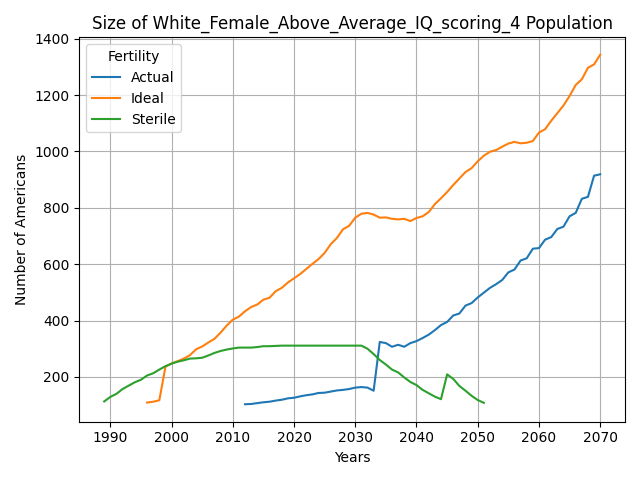 Size of White_Female_Above_Average_IQ_scoring_4 Population
Fertility
Actual
Ideal
Sterile
Number of Americans
1400
1200
1000
800
600
400
200
1990 2000 2010 2020 2030 2040 2050 2060 2070
Years